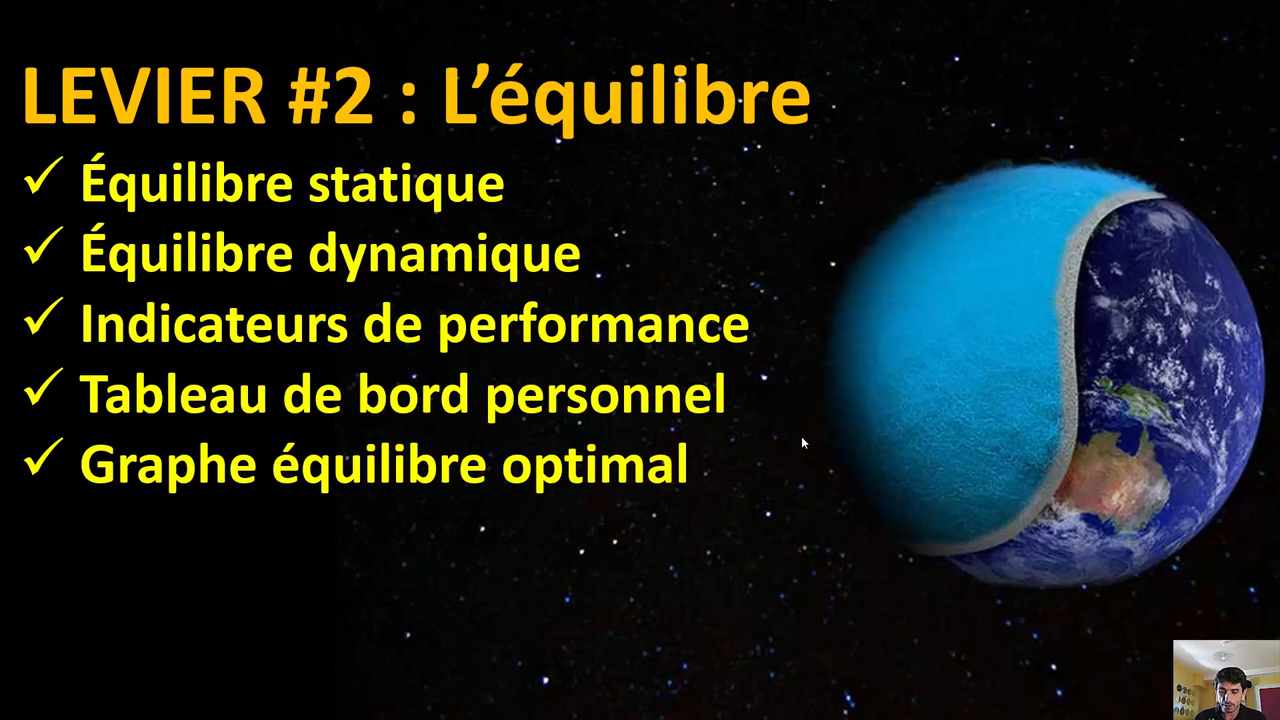 LEVIER #2 : L’équilibre
✓ Équilibre statique
✓ Équilibre dynamique
✓ Indicateurs de performance
✓ Tableau de bord personnel
✓ Graphe équilibre optimal